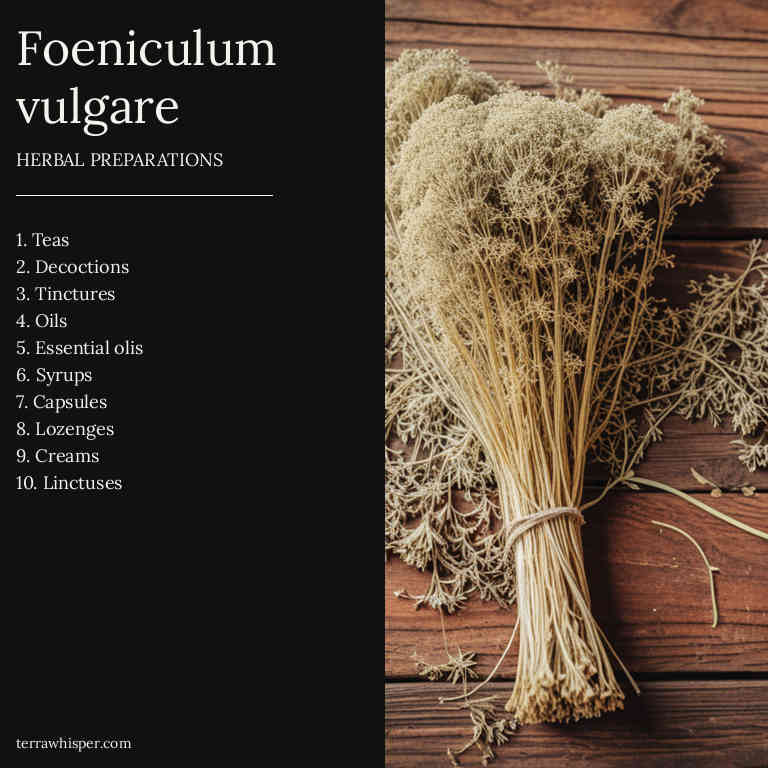 Foeniculum
vulgare
HERBAL PREPARATIONS
1. Teas
2. Decoctions
3. Tinctures
4. Oils
5. Essential olis
6. Syrups
7. Capsules
8. Lozenges
9. Creams
10. Linctuses
terrawhisper.com